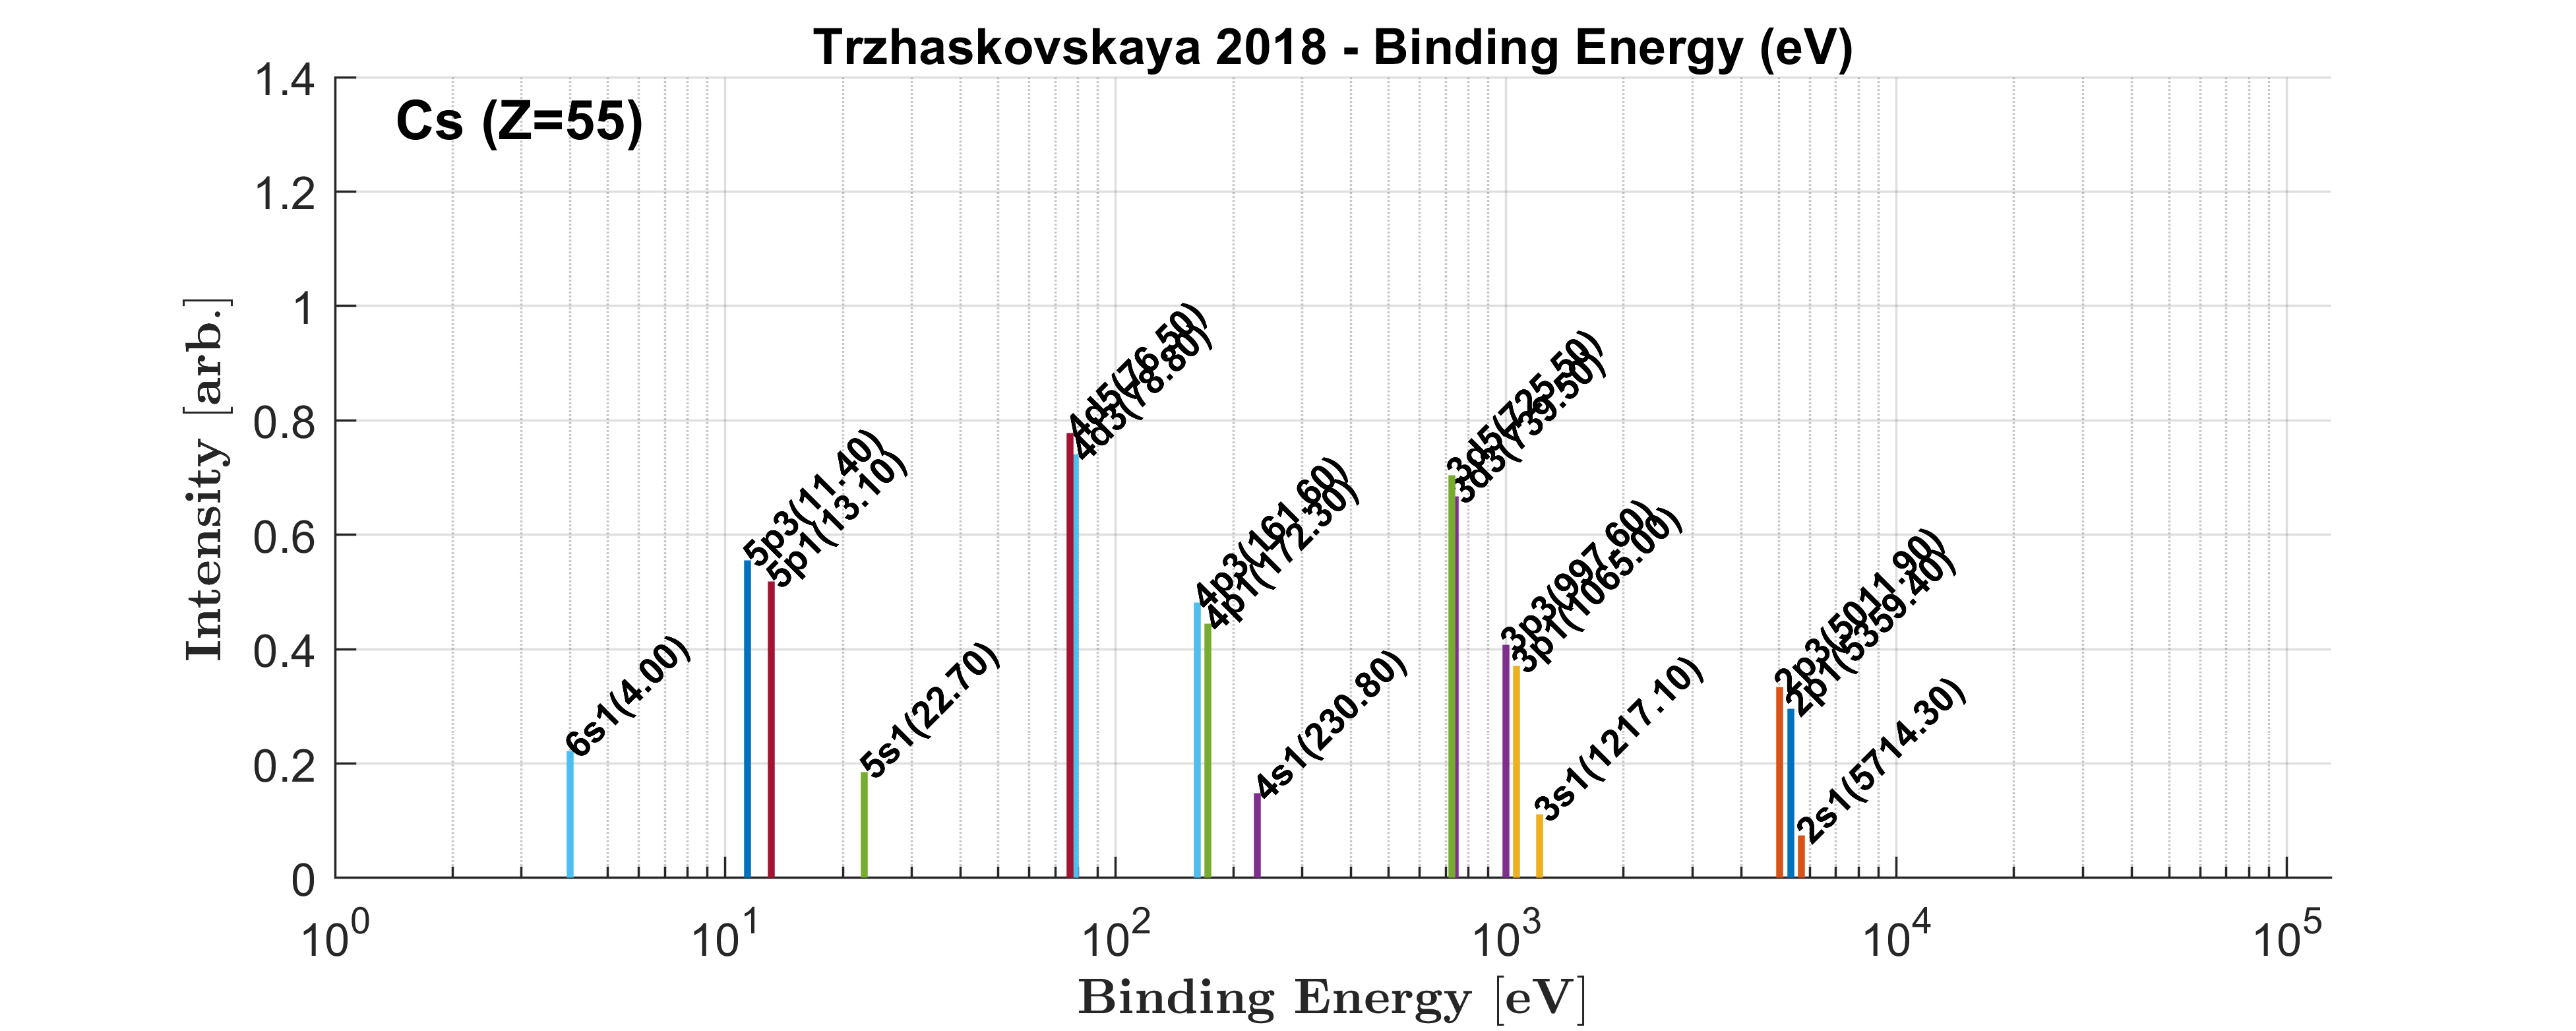 Trzhaskovskaya 2018 - Binding Energy (eV)
Cs (Z=55)
Intensity [arb.]
1.4
1.2
1
0.8
0.6
0.4
0.2
0
6s1(4.00)
5p3(11.40)
5p1(13.10)
5s1(22.70)
4d5(76.50)
4d3(78.80)
4p3(161.60)
4p1(172.30)
4s1(230.80)
3d5(725.50)
3d3(739.50)
3p3(997.60)
3p1(1065.00)
3s1(1217.10)
2p3(5011.90)
2p1(5359.40)
2s1(5714.30)
10^0 10^1 10^2 10^3 10^4 10^5
Binding Energy [eV]